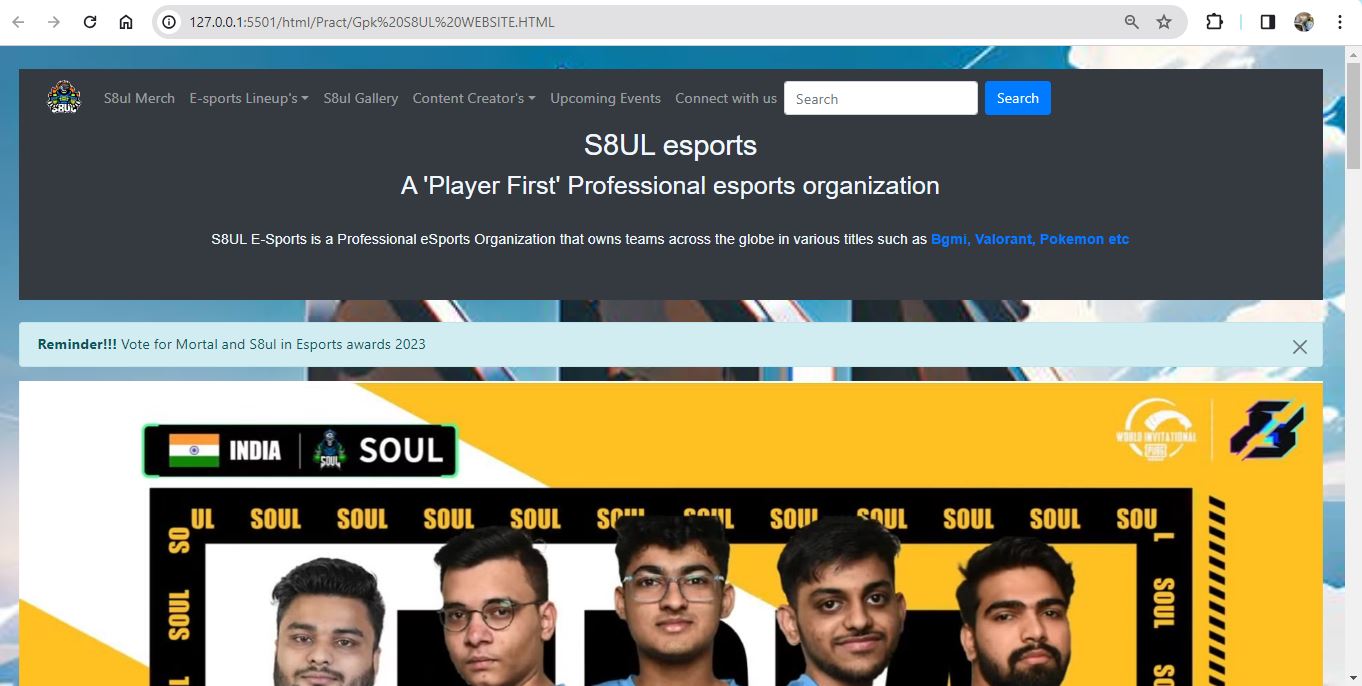 127.0.0.1:5501/html/Pract/Gpk%20S8UL%20WEBSITE.HTML
S8UL
S8ul Merch E-sports Lineup's S8ul Gallery Content Creator's Upcoming Events Connect with us Search Search
S8UL esports
A 'Player First' Professional esports organization
S8UL E-Sports is a Professional eSports Organization that owns teams across the globe in various titles such as Bgmi, Valorant, Pokemon etc
Reminder!!! Vote for Mortal and S8ul in Esports awards 2023
INDIA SOUL SOUL
WORLD INVITATIONAL
PUBG
UL SOUL SOUL SOUL SOUL SOUL SOUL SOUL SOUL SOUL SOUL SOU
SO
L
SOUL
SOUL
L
SO